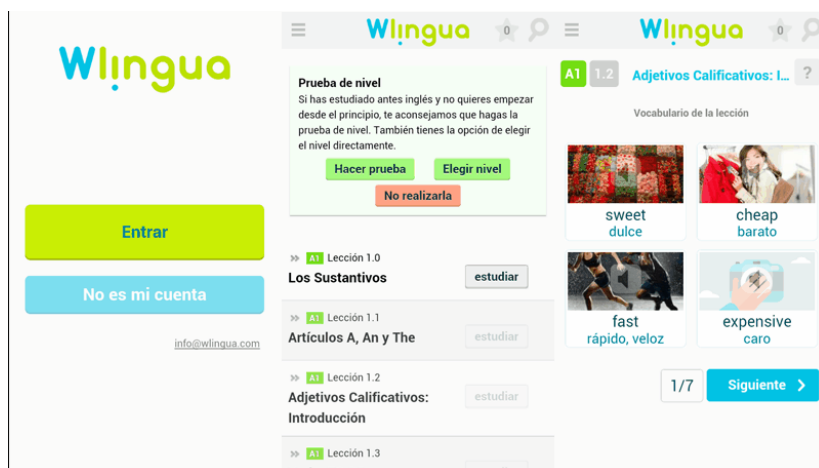 Wlingua
Entrar
No es mi cuenta
info@wlingua.com
Wlingua
0
Prueba de nivel
Si has estudiado antes inglés y no quieres empezar
desde el principio, te aconsejamos que hagas la
prueba de nivel. También tienes la opción de elegir
el nivel directamente.
Hacer prueba
Elegir nivel
No realizarla
A1 Lección 1.0
Los Sustantivos
estudiar
A1 Lección 1.1
Artículos A, An y The
estudiar
A1 Lección 1.2
Adjetivos Calificativos:
Introducción
estudiar
A1 Lección 1.3
Wlingua
0
A1 1.2 Adjetivos Calificativos: I... ?
Vocabulario de la lección
sweet
dulce
cheap
barato
fast
rápido, veloz
expensive
caro
1/7
Siguiente